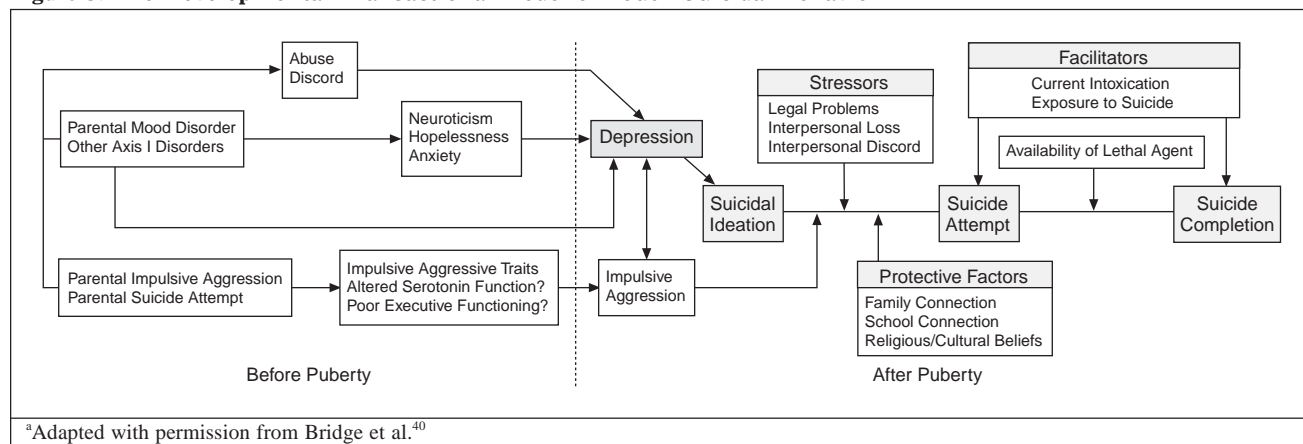 Abuse
Discord
Parental Mood Disorder
Other Axis I Disorders
Neuroticism
Hopelessness
Anxiety
Parental Impulsive Aggression
Parental Suicide Attempt
Impulsive Aggressive Traits
Altered Serotonin Function?
Poor Executive Functioning?
Before Puberty
Depression
Suicidal
Ideation
Impulsive
Aggression
Stressors
Legal Problems
Interpersonal Loss
Interpersonal Discord
Protective Factors
Family Connection
School Connection
Religious/Cultural Beliefs
Suicide
Attempt
Facilitators
Current Intoxication
Exposure to Suicide
Availability of Lethal Agent
Suicide
Completion
After Puberty
aAdapted with permission from Bridge et al.40